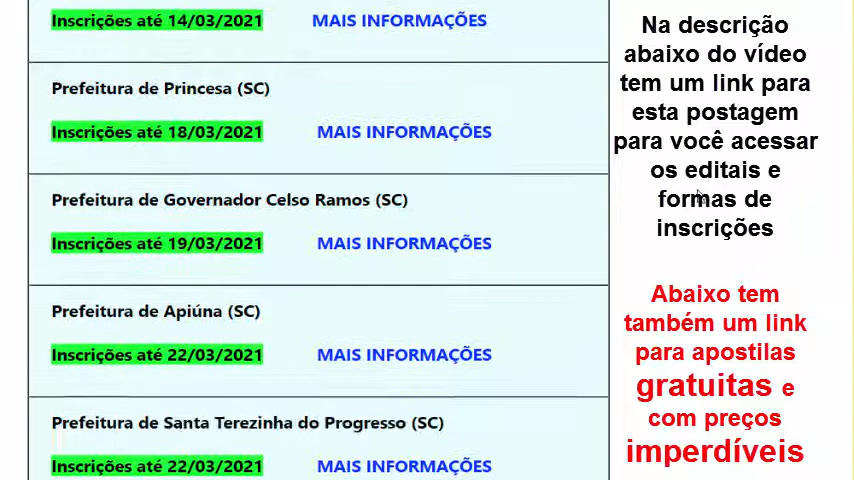 Inscrições até 14/03/2021 MAIS INFORMAÇÕES
Prefeitura de Princesa (SC)
Inscrições até 18/03/2021 MAIS INFORMAÇÕES
Prefeitura de Governador Celso Ramos (SC)
Inscrições até 19/03/2021 MAIS INFORMAÇÕES
Prefeitura de Apiúna (SC)
Inscrições até 22/03/2021 MAIS INFORMAÇÕES
Prefeitura de Santa Terezinha do Progresso (SC)
Inscrições até 22/03/2021 MAIS INFORMAÇÕES
Na descrição
abaixo do vídeo
tem um link para
esta postagem
para você acessar
os editais e
formas de
inscrições
Abaixo tem
também um link
para apostilas
gratuitas e
com preços
imperdíveis